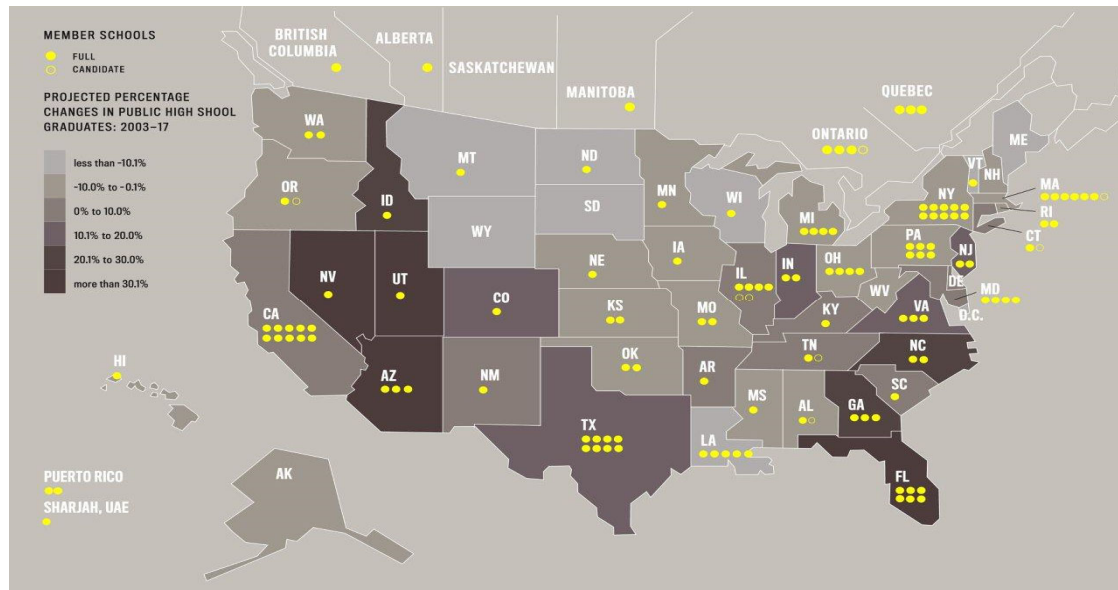 MEMBER SCHOOLS
FULL
CANDIDATE
PROJECTED PERCENTAGE
CHANGES IN PUBLIC HIGH SHOOL
GRADUATES: 2003–17
less than -10.1%
-10.0% to -0.1%
0% to 10.0%
10.1% to 20.0%
20.1% to 30.0%
more than 30.1%
BRITISH
COLUMBIA
ALBERTA
SASKATCHEWAN
MANITOBA
ONTARIO
QUEBEC
WA
OR
ID
MT
ND
SD
WY
MN
WI
MI
NY
VT
NH
ME
MA
RI
CT
NV
UT
CO
NE
IA
KS
MO
IL
IN
OH
PA
NJ
DE
MD
D.C.
WV
VA
KY
CA
AZ
NM
OK
AR
TN
NC
SC
TX
LA
MS
AL
GA
FL
HI
AK
PUERTO RICO
SHARJAH, UAE